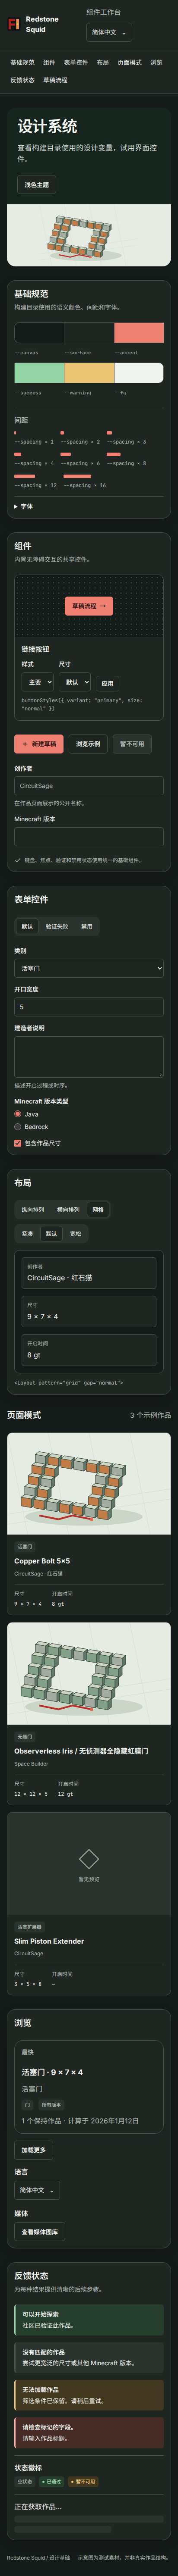 Redstone
Squid
组件工作台
简体中文
基础规范 组件 表单控件 布局 页面模式 浏览
反馈状态 草稿流程
设计系统
查看构建目录使用的设计变量，试用界面控件。
浅色主题
基础规范
构建目录使用的语义颜色、间距和字体。
--canvas --surface --accent
--success --warning --fg
间距
--spacing × 1 --spacing × 2 --spacing × 3
--spacing × 4 --spacing × 6 --spacing × 8
--spacing × 12 --spacing × 16
字体
组件
内置无障碍交互的共享控件。
草稿流程 →
链接按钮
样式 尺寸
主要 默认 应用
buttonStyles({ variant: "primary", size:
"normal" })
+ 新建草稿 浏览示例 暂不可用
创作者
CircuitSage
在作品页面展示的公开名称。
Minecraft 版本
键盘、焦点、验证和禁用状态使用统一的基础组件。
表单控件
默认 验证失败 禁用
类别
活塞门
开口宽度
5
建造者说明
描述开启过程或时序。
Minecraft 版本类型
Java
Bedrock
包含作品尺寸
布局
纵向排列 横向排列 网格
紧凑 默认 宽松
创作者
CircuitSage · 红石猫
尺寸
9 × 7 × 4
开启时间
8 gt
<Layout pattern="grid" gap="normal">
页面模式 3 个示例作品
活塞门
Copper Bolt 5×5
CircuitSage · 红石猫
尺寸 开启时间
9 × 7 × 4 8 gt
无缝门
Observerless Iris / 无侦测器全隐藏虹膜门
Space Builder
尺寸 开启时间
12 × 12 × 5 12 gt
暂无预览
活塞扩展器
Slim Piston Extender
CircuitSage
尺寸 开启时间
3 × 5 × 8 —
浏览
最快
活塞门 · 9 × 7 × 4
活塞门
门 所有版本
1 个保持作品 · 计算于 2026年1月12日
加载更多
语言
简体中文
媒体
查看媒体图库
反馈状态
为每种结果提供清晰的后续步骤。
可以开始探索
社区已验证此作品。
没有匹配的作品
尝试更宽泛的尺寸或其他 Minecraft 版本。
无法加载作品
筛选条件已保留。请稍后重试。
请检查标记的字段。
请输入作品标题。
状态徽标
空状态 已通过 暂不可用
正在获取作品…
Redstone Squid / 设计基础 示意图为测试素材，并非真实作品结构。